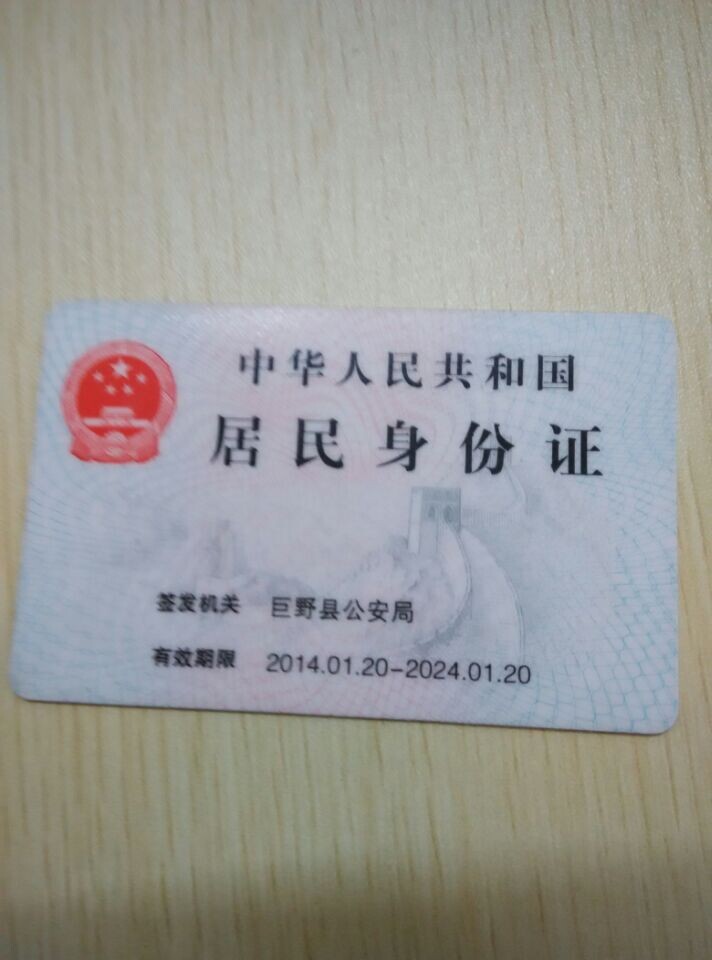 中华人民共和国
居民身份证
签发机关 巨野县公安局
有效期限 2014.01.20-2024.01.20